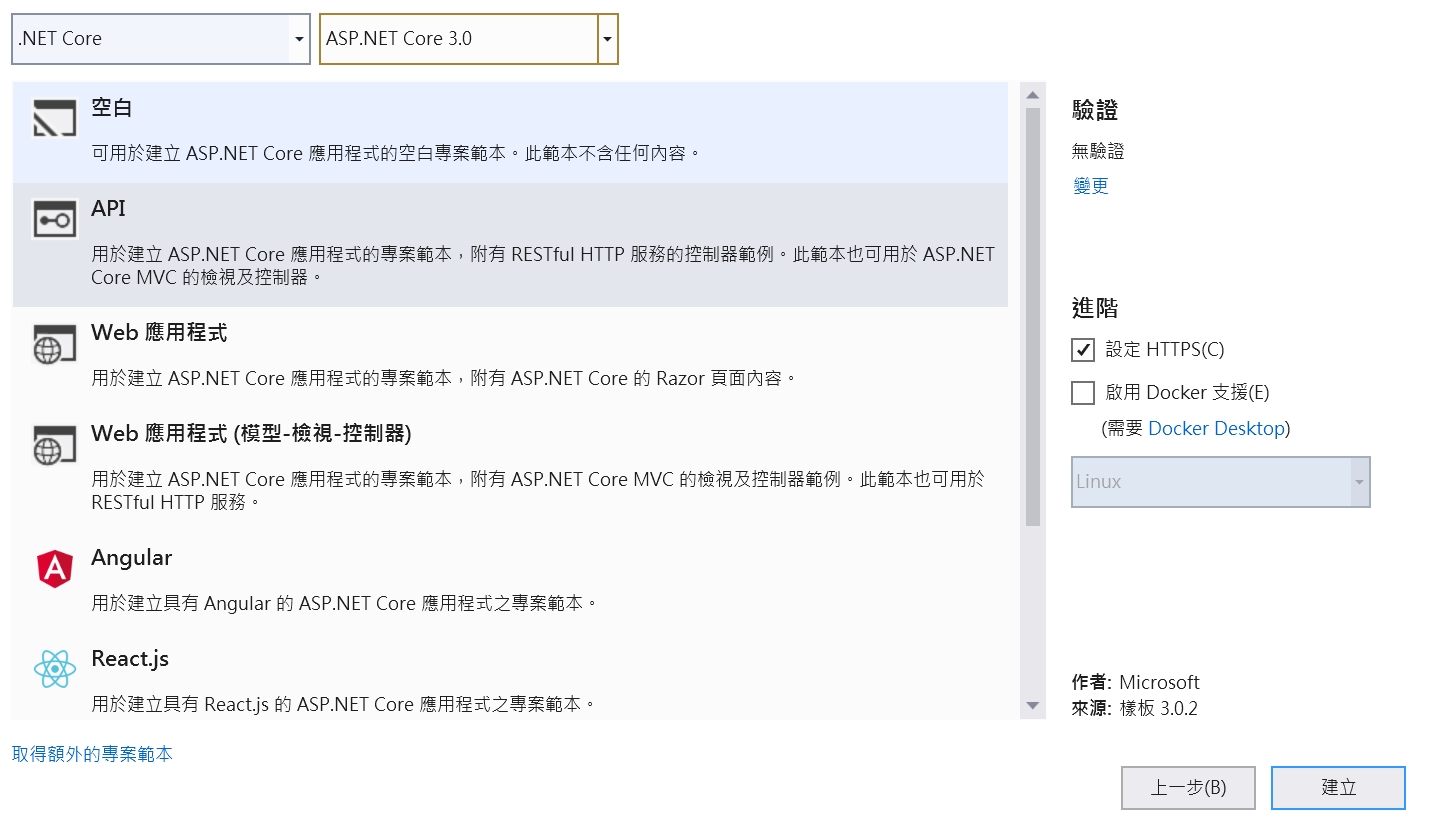 .NET Core
ASP.NET Core 3.0
空白
可用於建立 ASP.NET Core 應用程式的空白專案範本。此範本不含任何內容。
API
用於建立 ASP.NET Core 應用程式的專案範本，附有 RESTful HTTP 服務的控制器範例。此範本也可用於 ASP.NET
Core MVC 的檢視及控制器。
Web 應用程式
用於建立 ASP.NET Core 應用程式的專案範本，附有 ASP.NET Core 的 Razor 頁面內容。
Web 應用程式 (模型-檢視-控制器)
用於建立 ASP.NET Core 應用程式的專案範本，附有 ASP.NET Core MVC 的檢視及控制器範例。此範本也可用於
RESTful HTTP 服務。
Angular
用於建立具有 Angular 的 ASP.NET Core 應用程式之專案範本。
React.js
用於建立具有 React.js 的 ASP.NET Core 應用程式之專案範本。
取得額外的專案範本
驗證
無驗證
變更
進階
設定 HTTPS(C)
啟用 Docker 支援(E)
(需要 Docker Desktop)
Linux
作者: Microsoft
來源: 樣板 3.0.2
上一步(B)
建立